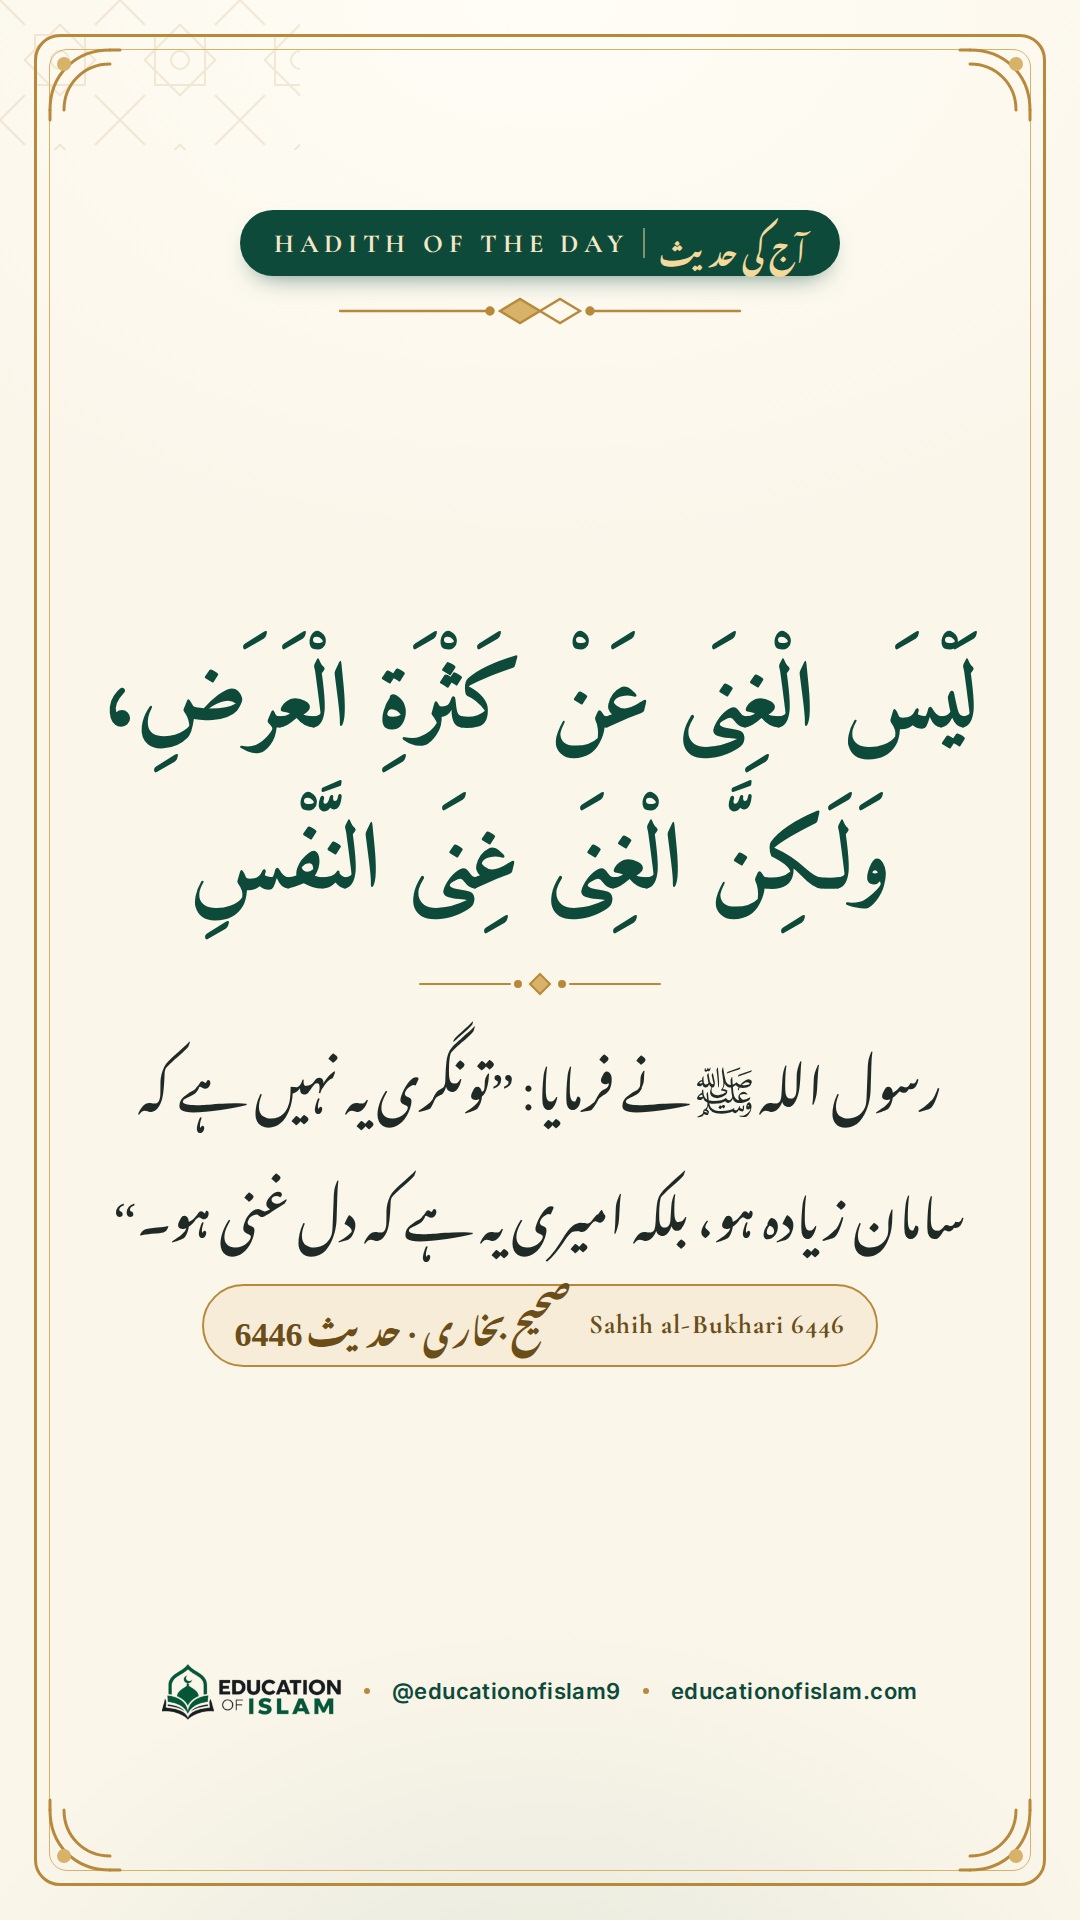 HADITH OF THE DAY | آج کی حدیث
لَيْسَ الْغِنَى عَنْ كَثْرَةِ الْعَرَضِ،
وَلَكِنَّ الْغِنَى غِنَى النَّفْسِ
رسول اللہ ﷺ نے فرمایا: ”تونگری یہ نہیں ہے کہ
سامان زیادہ ہو، بلکہ امیری یہ ہے کہ دل غنی ہو۔“
صحیح بخاری · حدیث 6446 Sahih al-Bukhari 6446
EDUCATION OF ISLAM • @educationofislam9 • educationofislam.com